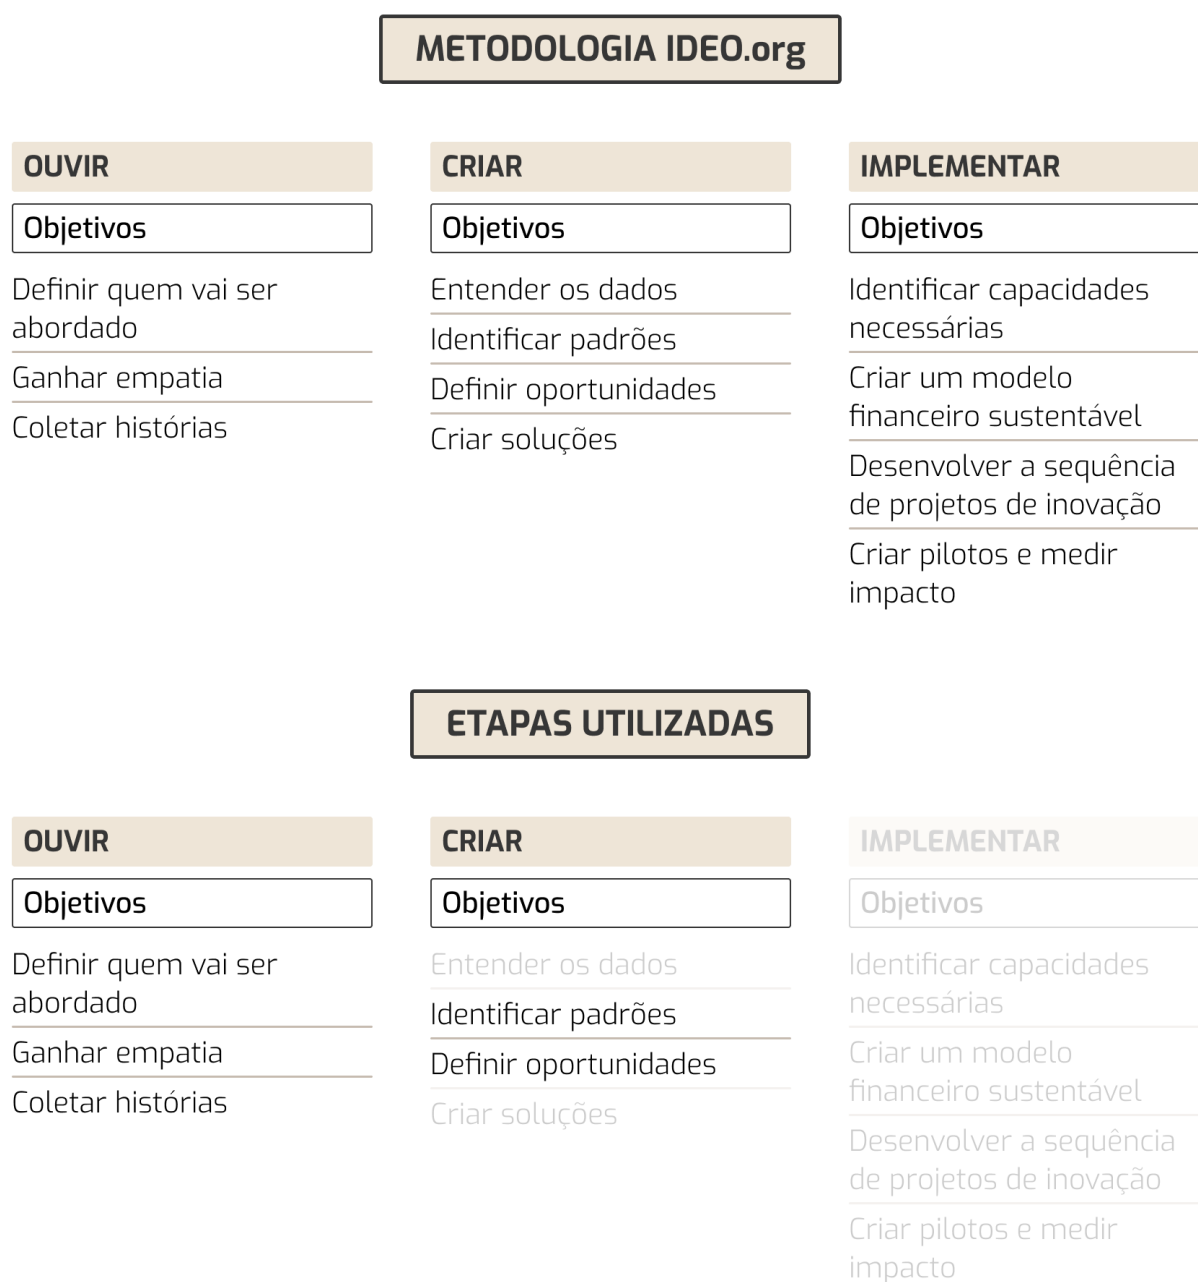 METODOLOGIA IDEO.org
OUVIR
Objetivos
Definir quem vai ser
abordado
Ganhar empatia
Coletar histórias
CRIAR
Objetivos
Entender os dados
Identificar padrões
Definir oportunidades
Criar soluções
IMPLEMENTAR
Objetivos
Identificar capacidades
necessárias
Criar um modelo
financeiro sustentável
Desenvolver a sequência
de projetos de inovação
Criar pilotos e medir
impacto
ETAPAS UTILIZADAS
OUVIR
Objetivos
Definir quem vai ser
abordado
Ganhar empatia
Coletar histórias
CRIAR
Objetivos
Entender os dados
Identificar padrões
Definir oportunidades
Criar soluções
IMPLEMENTAR
Objetivos
Identificar capacidades
necessárias
Criar um modelo
financeiro sustentável
Desenvolver a sequência
de projetos de inovação
Criar pilotos e medir
impacto